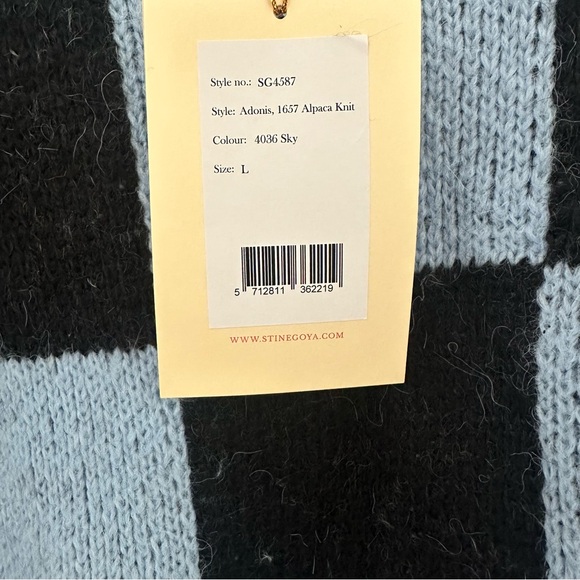 Style no.: SG4587
Style: Adonis, 1657 Alpaca Knit
Colour: 4036 Sky
Size: L
5 712811 362219
WWW.STINEGOYA.COM